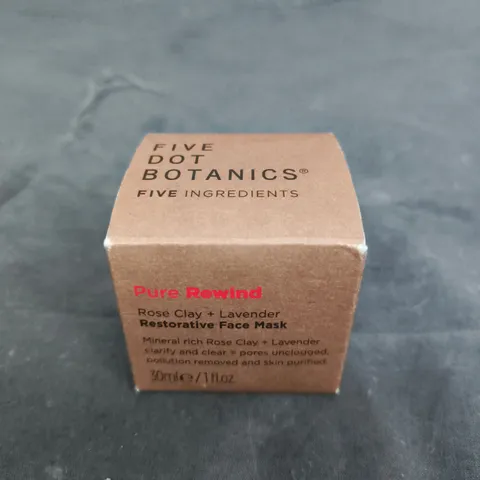 FIVE
DOT
BOTANICS®
FIVE INGREDIENTS
Pure Rewind
Rose Clay + Lavender
Restorative Face Mask
Mineral rich Rose Clay + Lavender
clarify and clear = pores unclogged,
pollution removed and skin purified.
30ml e / 1 fl.oz